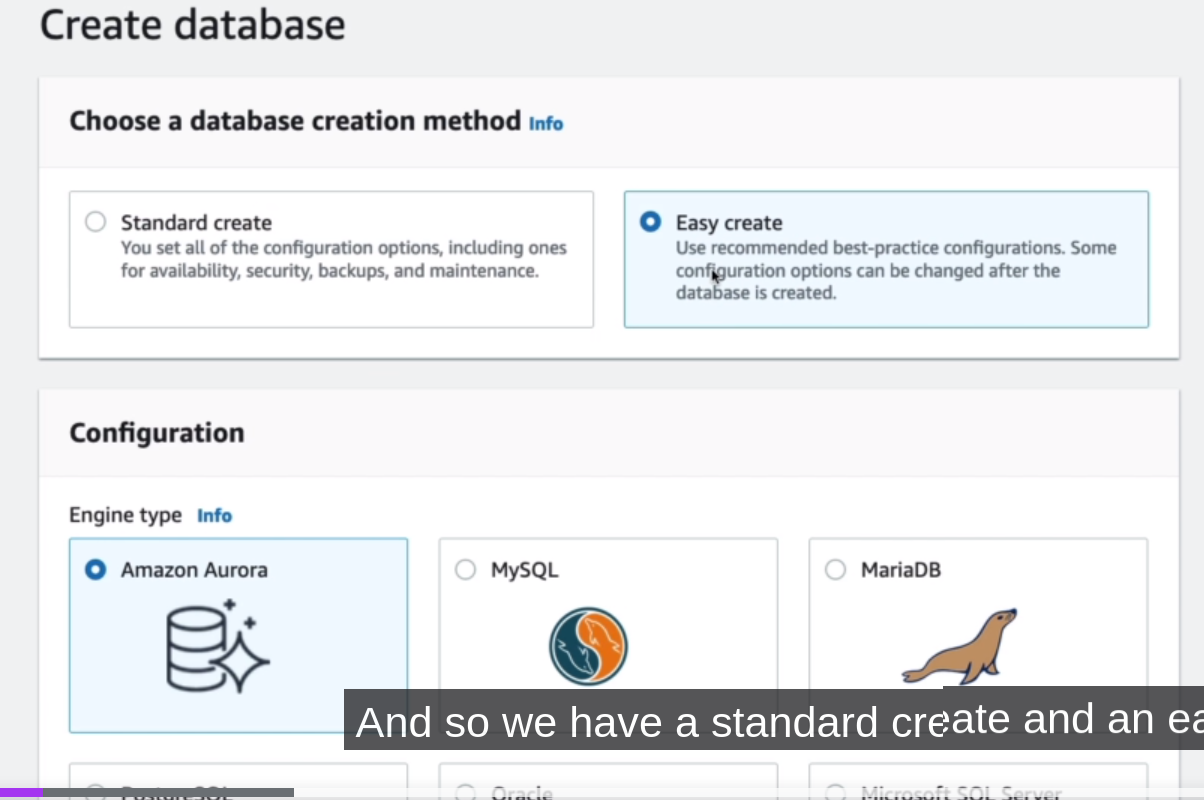 Create database
Choose a database creation method Info
Standard create
You set all of the configuration options, including ones
for availability, security, backups, and maintenance.
Easy create
Use recommended best-practice configurations. Some
configuration options can be changed after the
database is created.
Configuration
Engine type Info
Amazon Aurora
MySQL
MariaDB
And so we have a standard create and an ea
PostgreSQL
Oracle
Microsoft SQL Server